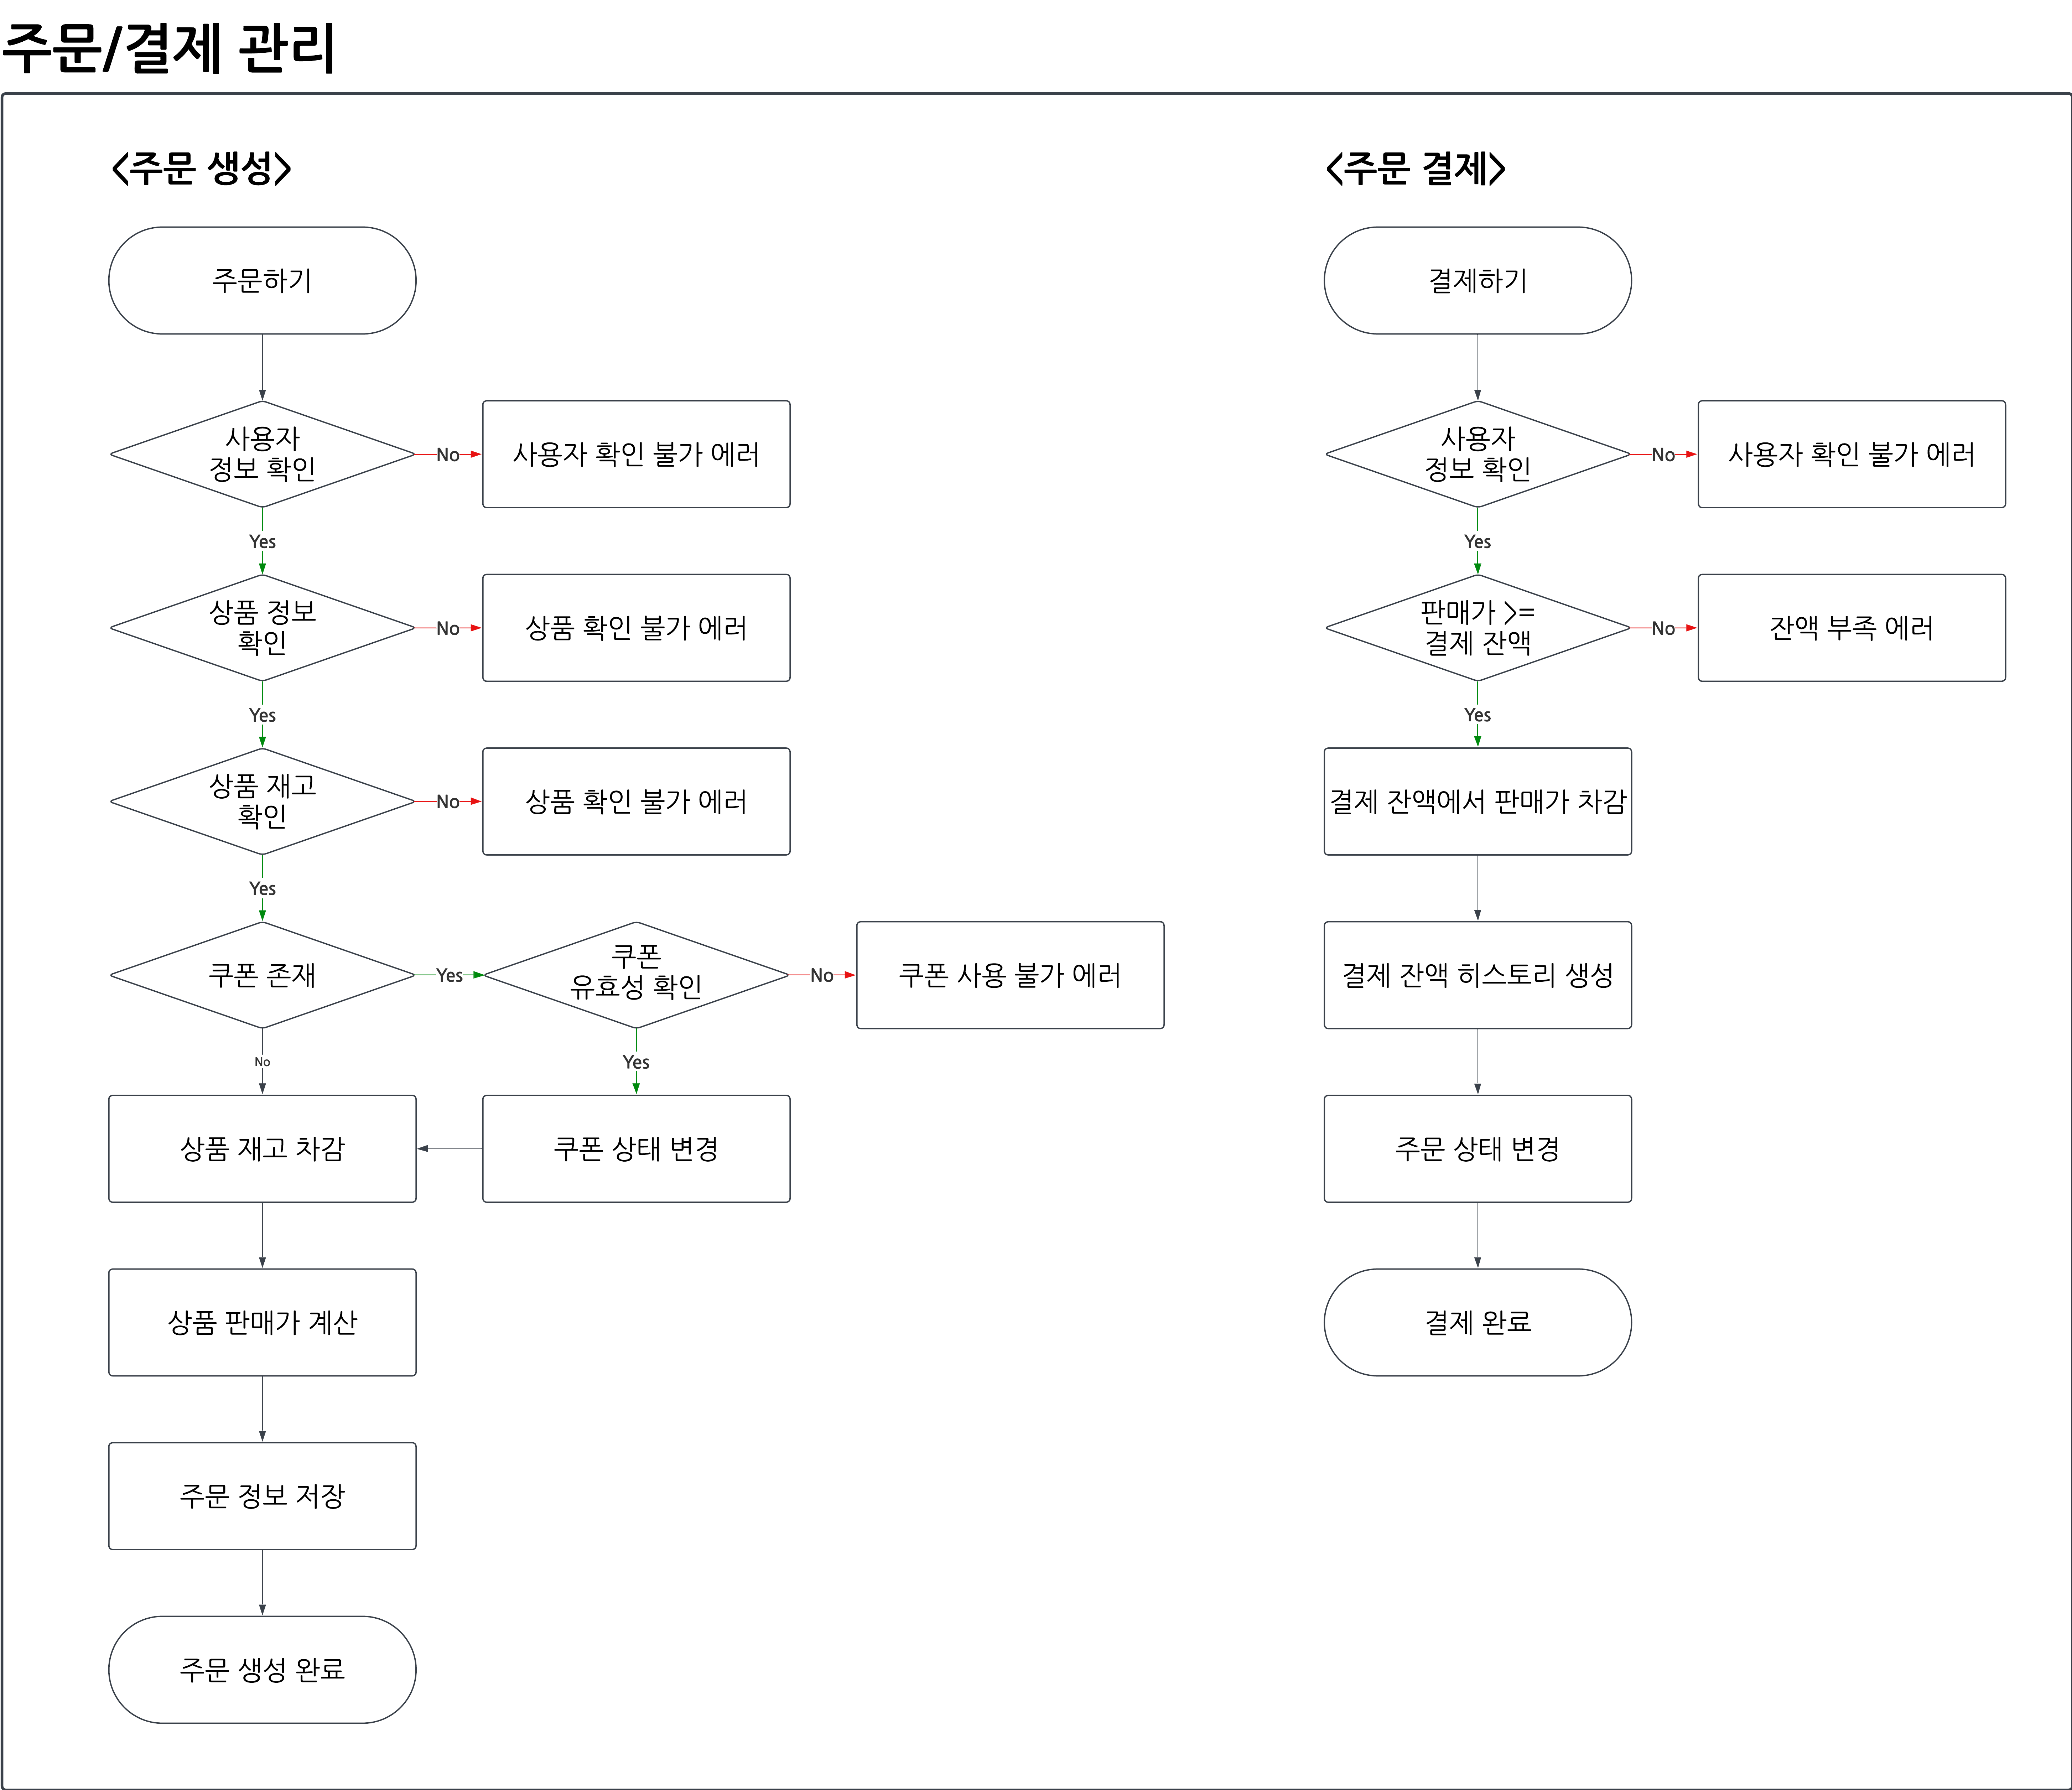 주문/결제 관리
<주문 생성>
주문하기
사용자
정보 확인
No
사용자 확인 불가 에러
Yes
상품 정보
확인
No
상품 확인 불가 에러
Yes
상품 재고
확인
No
상품 확인 불가 에러
Yes
쿠폰 존재
Yes
쿠폰
유효성 확인
No
쿠폰 사용 불가 에러
No
Yes
상품 재고 차감
쿠폰 상태 변경
상품 판매가 계산
주문 정보 저장
주문 생성 완료
<주문 결제>
결제하기
사용자
정보 확인
No
사용자 확인 불가 에러
Yes
판매가 >=
결제 잔액
No
잔액 부족 에러
Yes
결제 잔액에서 판매가 차감
결제 잔액 히스토리 생성
주문 상태 변경
결제 완료